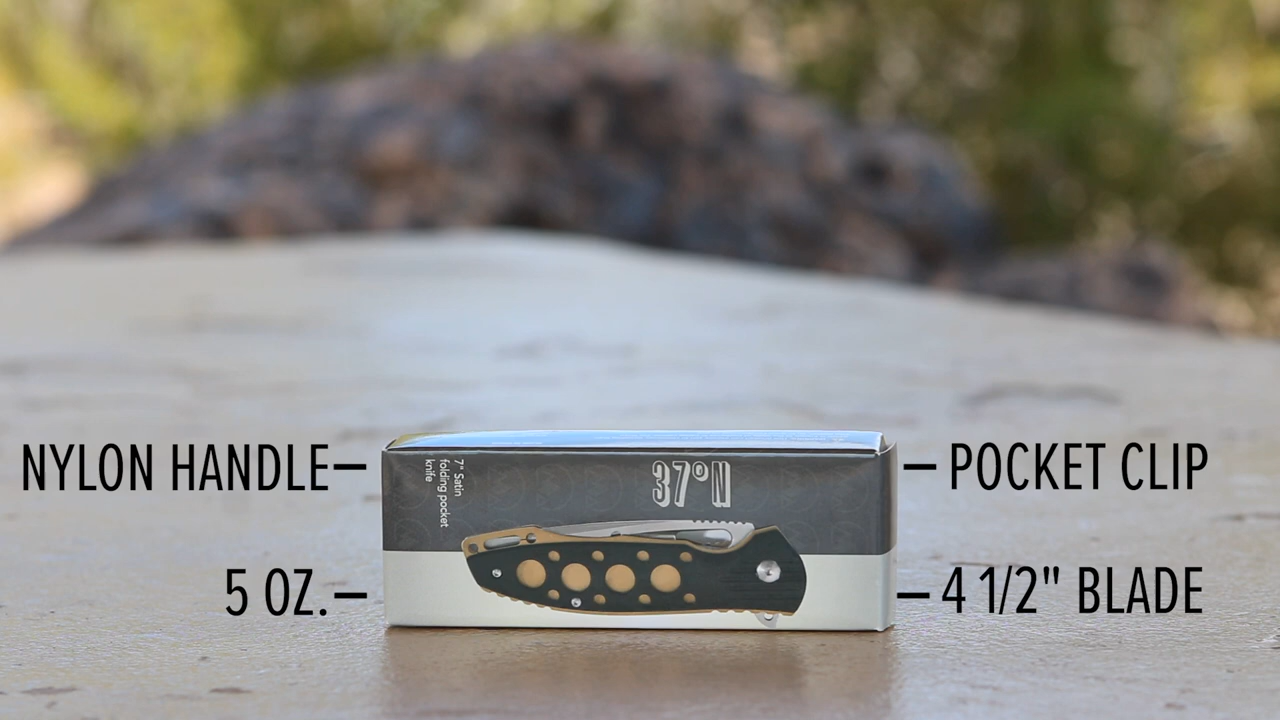 NYLON HANDLE
5 OZ.
7" Satin
folding pocket
knife
37°N
POCKET CLIP
4 1/2" BLADE